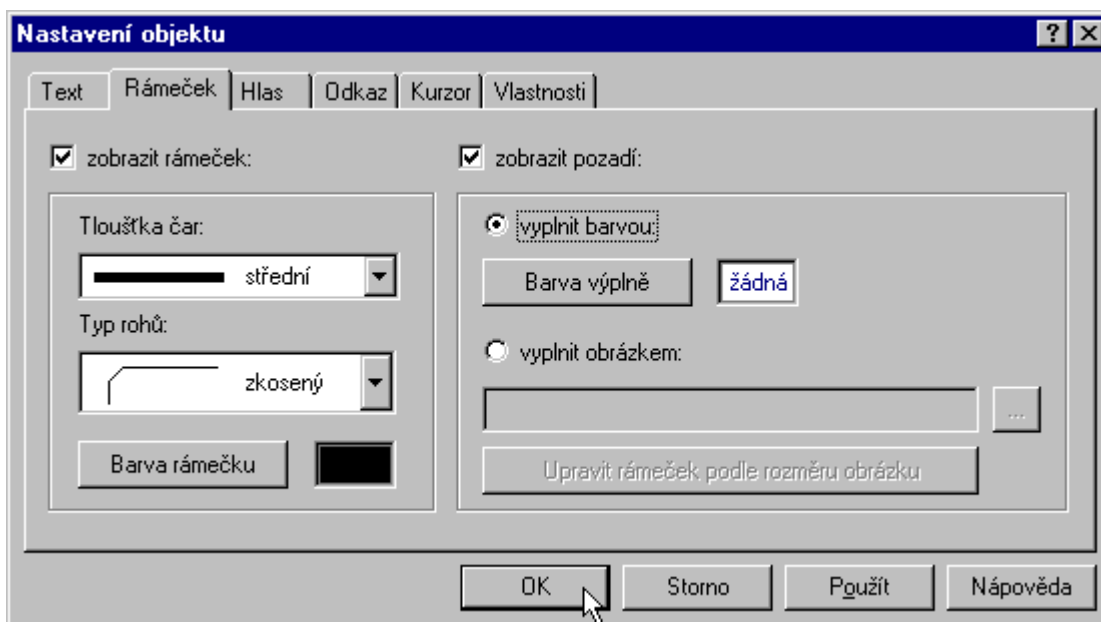 Nastavení objektu
Text Rámeček Hlas Odkaz Kurzor Vlastnosti
zobrazit rámeček:
zobrazit pozadí:
Tloušťka čar:
střední
Typ rohů:
zkosený
Barva rámečku
vyplnit barvou:
Barva výplně žádná
vyplnit obrázkem:
...
Upravit rámeček podle rozměru obrázku
OK Storno Použít Nápověda